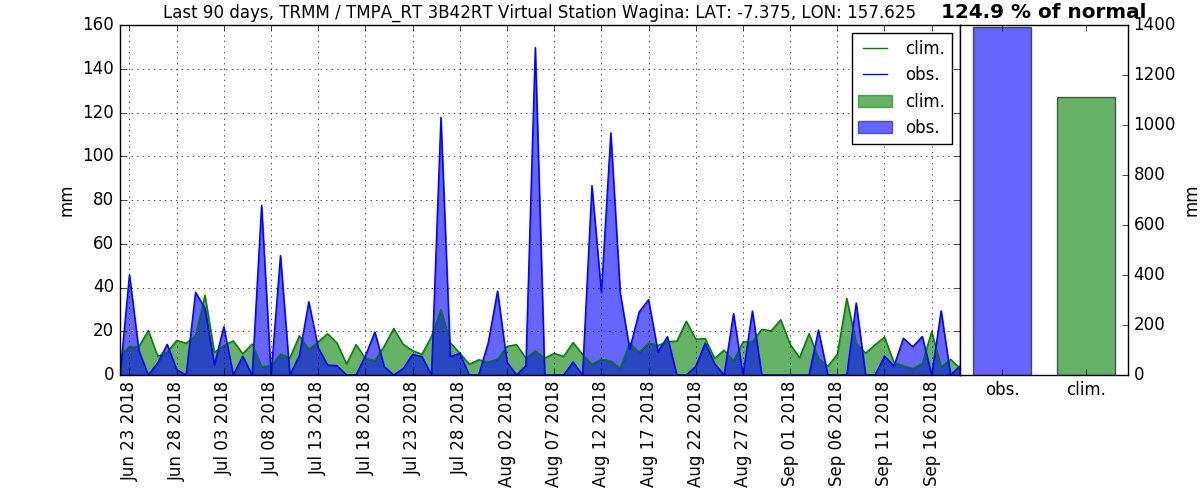 Last 90 days, TRMM / TMPA_RT 3B42RT Virtual Station Wagina: LAT: -7.375, LON: 157.625
124.9 % of normal
160
140
120
100
80
60
40
20
0
mm
clim.
obs.
clim.
obs.
Jun 23 2018
Jun 28 2018
Jul 03 2018
Jul 08 2018
Jul 13 2018
Jul 18 2018
Jul 23 2018
Jul 28 2018
Aug 02 2018
Aug 07 2018
Aug 12 2018
Aug 17 2018
Aug 22 2018
Aug 27 2018
Sep 01 2018
Sep 06 2018
Sep 11 2018
Sep 16 2018
1400
1200
1000
800
600
400
200
0
mm
obs.
clim.